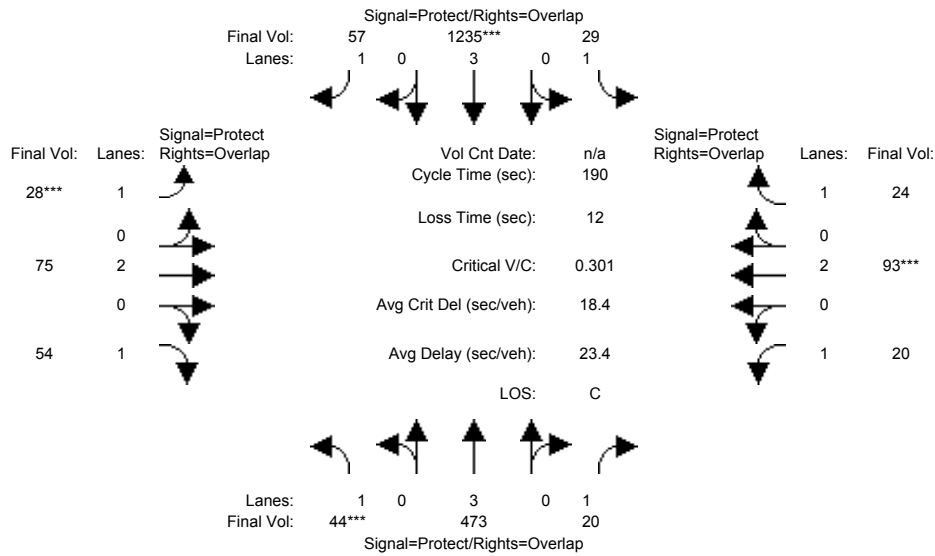 Signal=Protect/Rights=Overlap
Final Vol: 57 1235*** 29
Lanes: 1 0 3 0 1
Signal=Protect Signal=Protect
Final Vol: Lanes: Rights=Overlap Vol Cnt Date: n/a Rights=Overlap Lanes: Final Vol:
Cycle Time (sec): 190
28*** 1 1 24
Loss Time (sec): 12
0 0
75 2 Critical V/C: 0.301 2 93***
0 Avg Crit Del (sec/veh): 18.4 0
54 1 Avg Delay (sec/veh): 23.4 1 20
LOS: C
Lanes: 1 0 3 0 1
Final Vol: 44*** 473 20
Signal=Protect/Rights=Overlap